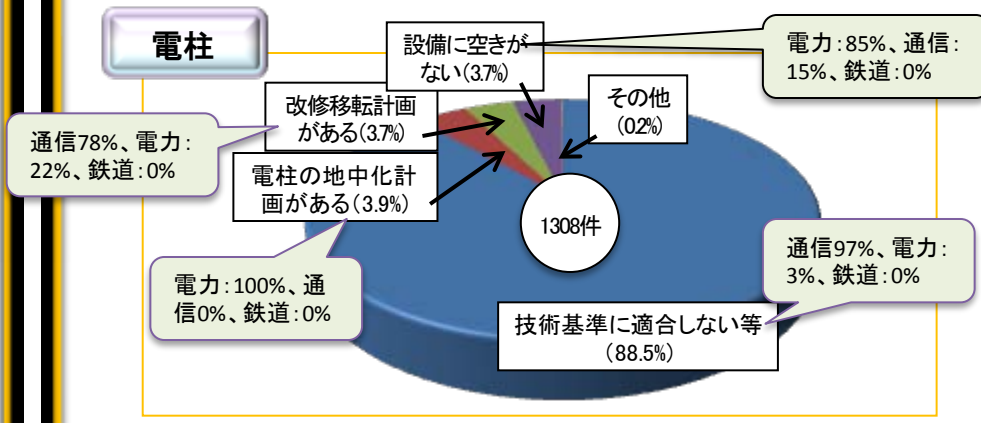 電柱
設備に空きが
ない(3.7%)
電力:85%、通信:
15%、鉄道:0%
改修移転計画
がある(3.7%)
その他
(0.2%)
通信78%、電力:
22%、鉄道:0%
電柱の地中化計
画がある(3.9%)
1308件
電力:100%、通
信0%、鉄道:0%
通信97%、電力:
3%、鉄道:0%
技術基準に適合しない等
(88.5%)